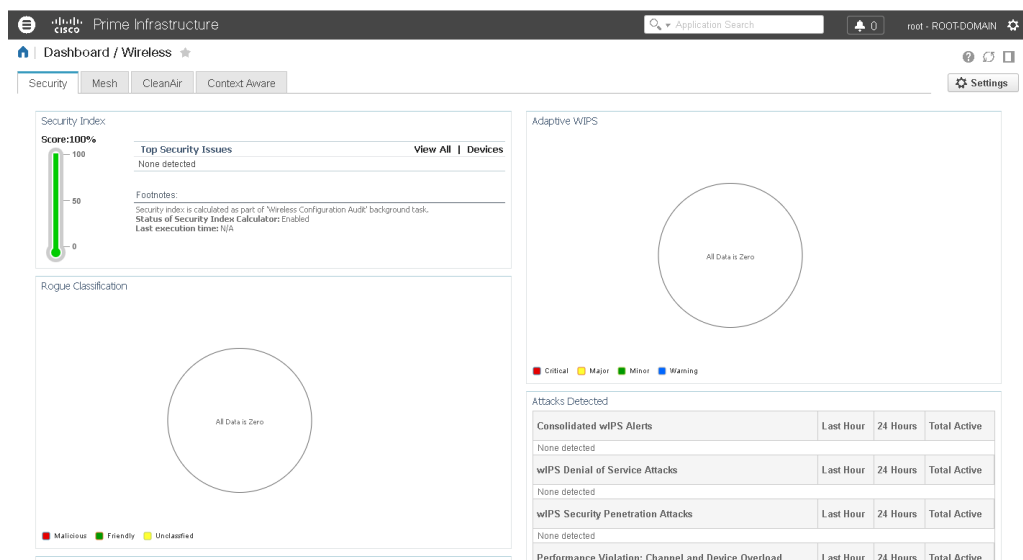 cisco Prime Infrastructure
Application Search
0
root - ROOT-DOMAIN
Dashboard / Wireless
Security
Mesh
CleanAir
Context Aware
Settings
Security Index
Score:100%
100
50
0
Top Security Issues
View All | Devices
None detected
Footnotes:
Security index is calculated as part of 'Wireless Configuration Audit' background task.
Status of Security Index Calculator: Enabled
Last execution time: N/A
Rogue Classification
All Data is Zero
Malicious
Friendly
Unclassified
Adaptive WIPS
All Data is Zero
Critical
Major
Minor
Warning
Attacks Detected
Consolidated wIPS Alerts Last Hour 24 Hours Total Active
None detected
wIPS Denial of Service Attacks Last Hour 24 Hours Total Active
None detected
wIPS Security Penetration Attacks Last Hour 24 Hours Total Active
None detected
Performance Violation: Channel and Device Overload Last Hour 24 Hours Total Active